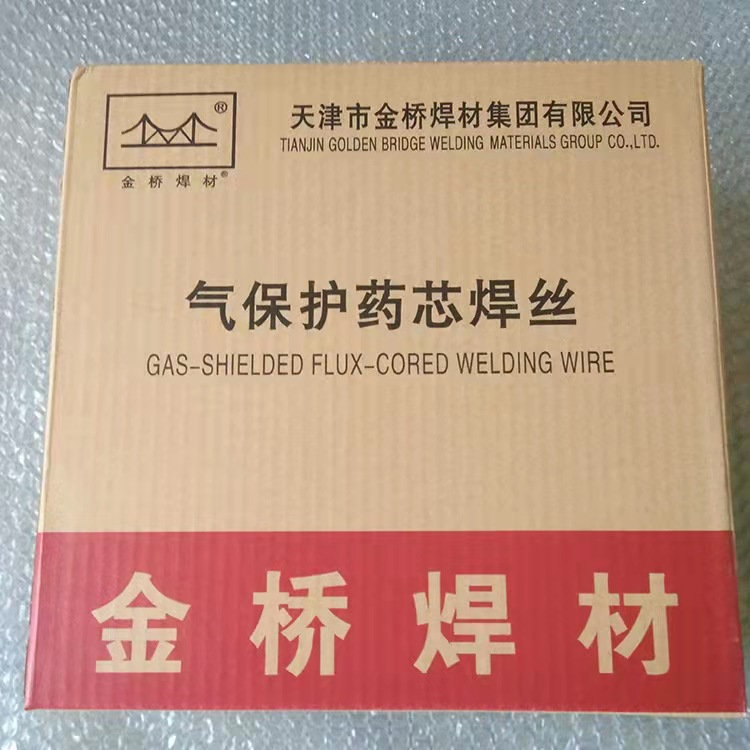 ®
天津市金桥焊材集团有限公司
TIANJIN GOLDEN BRIDGE WELDING MATERIALS GROUP CO.,LTD.
金桥焊材®
气保护药芯焊丝
GAS-SHIELDED FLUX-CORED WELDING WIRE
金桥焊材